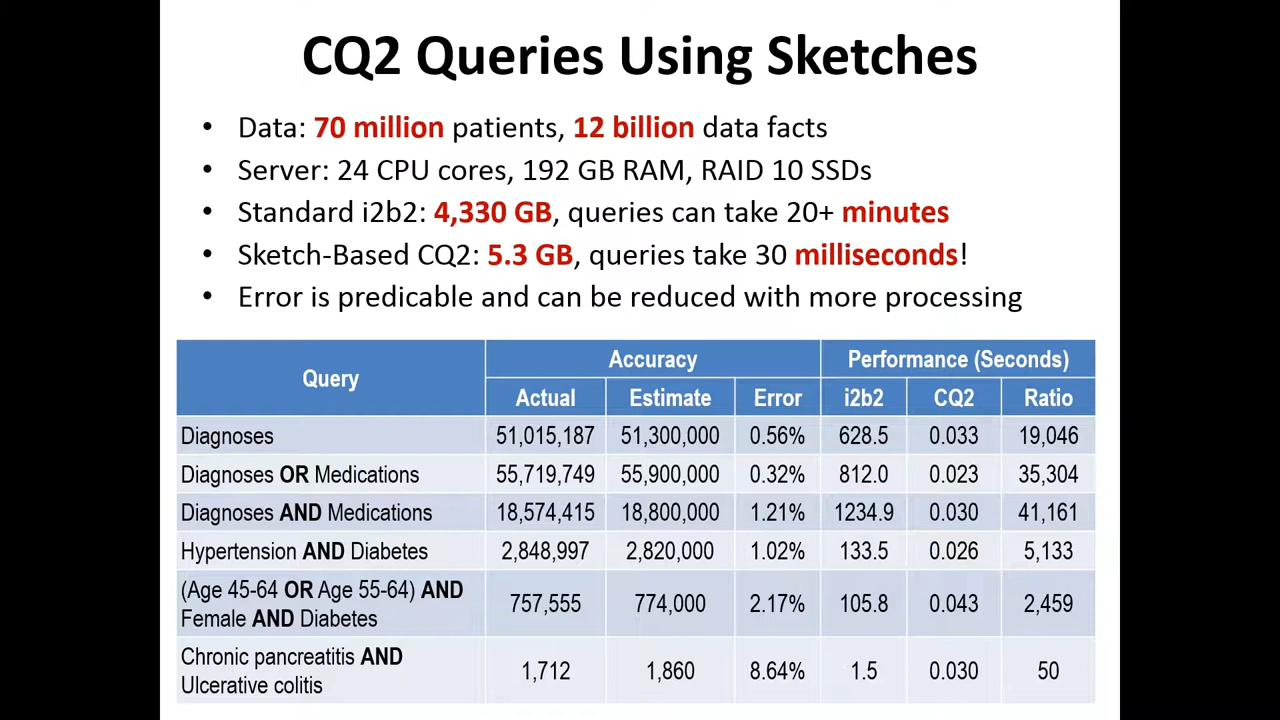 CQ2 Queries Using Sketches
• Data: 70 million patients, 12 billion data facts
• Server: 24 CPU cores, 192 GB RAM, RAID 10 SSDs
• Standard i2b2: 4,330 GB, queries can take 20+ minutes
• Sketch-Based CQ2: 5.3 GB, queries take 30 milliseconds!
• Error is predicable and can be reduced with more processing
Query Accuracy Performance (Seconds)
Actual Estimate Error i2b2 CQ2 Ratio
Diagnoses 51,015,187 51,300,000 0.56% 628.5 0.033 19,046
Diagnoses OR Medications 55,719,749 55,900,000 0.32% 812.0 0.023 35,304
Diagnoses AND Medications 18,574,415 18,800,000 1.21% 1234.9 0.030 41,161
Hypertension AND Diabetes 2,848,997 2,820,000 1.02% 133.5 0.026 5,133
(Age 45-64 OR Age 55-64) AND
Female AND Diabetes 757,555 774,000 2.17% 105.8 0.043 2,459
Chronic pancreatitis AND
Ulcerative colitis 1,712 1,860 8.64% 1.5 0.030 50